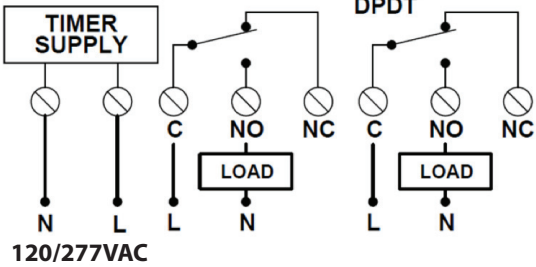 DPDT
TIMER
SUPPLY
C NO NC C NO NC
LOAD LOAD
N L L N L N
120/277VAC